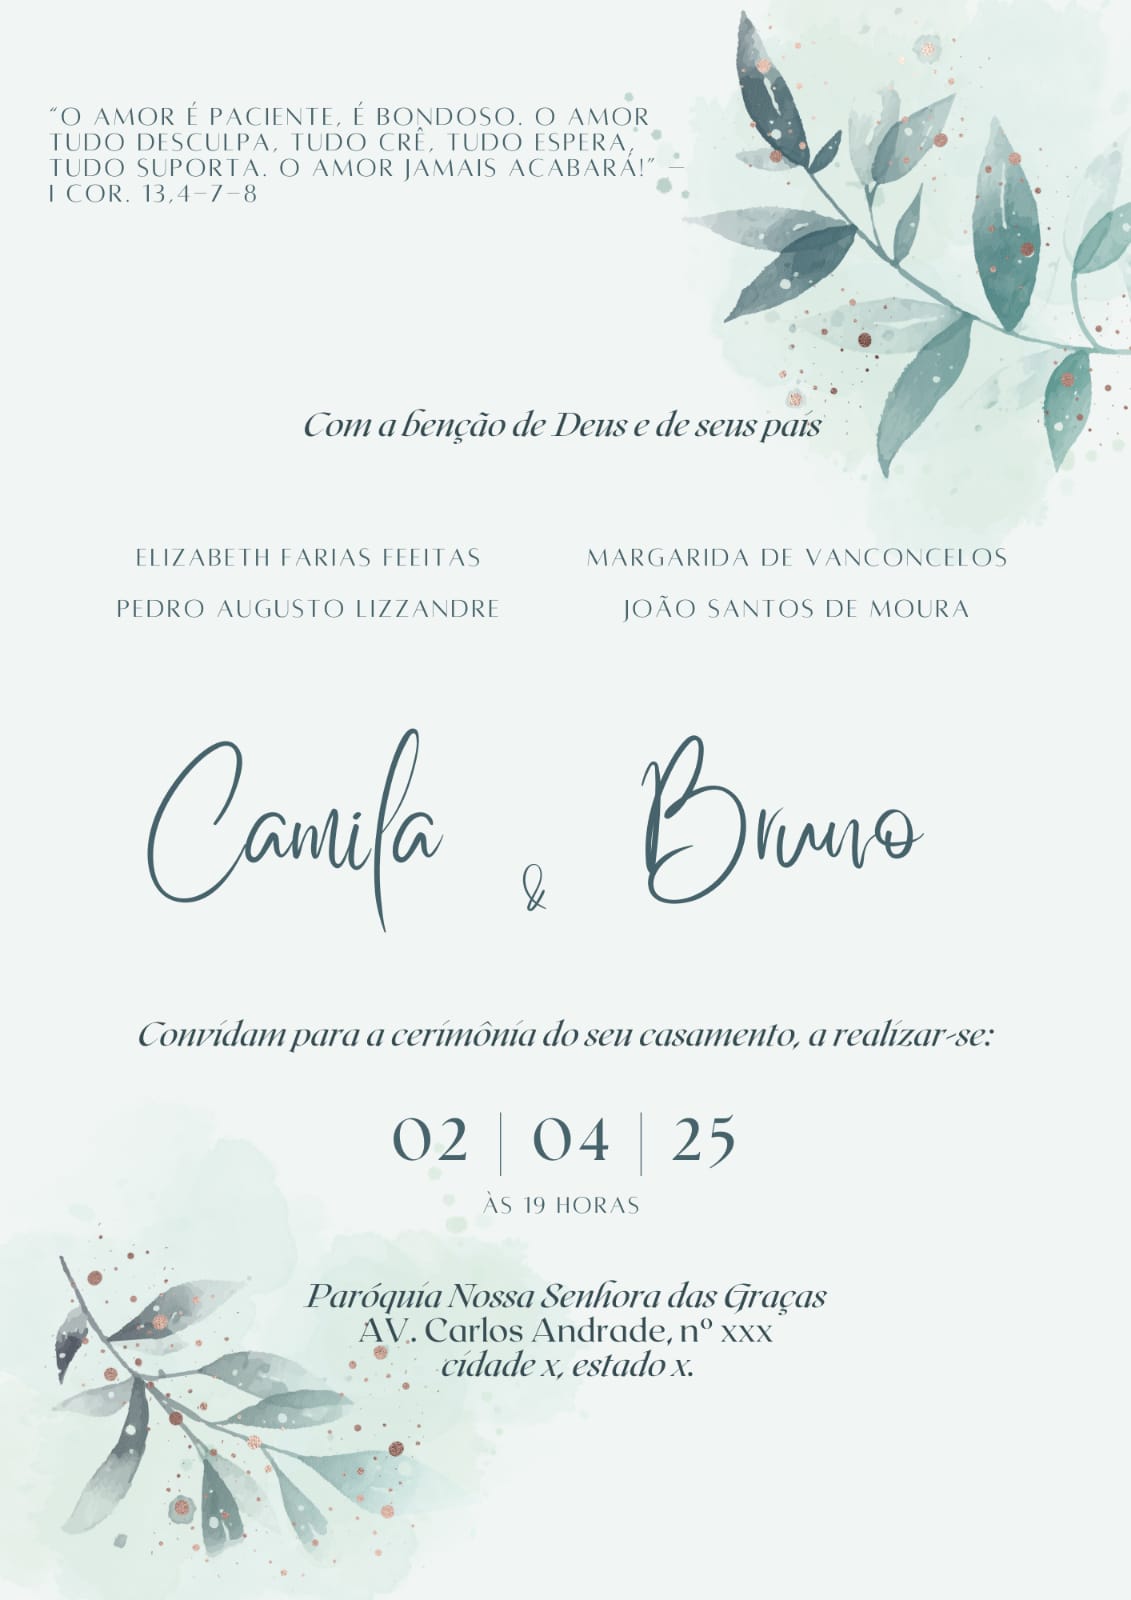 “O AMOR É PACIENTE, É BONDOSO. O AMOR
TUDO DESCULPA, TUDO CRÊ, TUDO ESPERA,
TUDO SUPORTA. O AMOR JAMAIS ACABARÁ!” –
I COR. 13,4–7–8
Com a benção de Deus e de seus pais
ELIZABETH FARIAS FEEITAS
MARGARIDA DE VANCONCELOS
PEDRO AUGUSTO LIZZANDRE
JOÃO SANTOS DE MOURA
Camila & Bruno
Convidam para a cerimônia do seu casamento, a realizar-se:
02 | 04 | 25
ÀS 19 HORAS
Paróquia Nossa Senhora das Graças
AV. Carlos Andrade, nº xxx
cidade x, estado x.